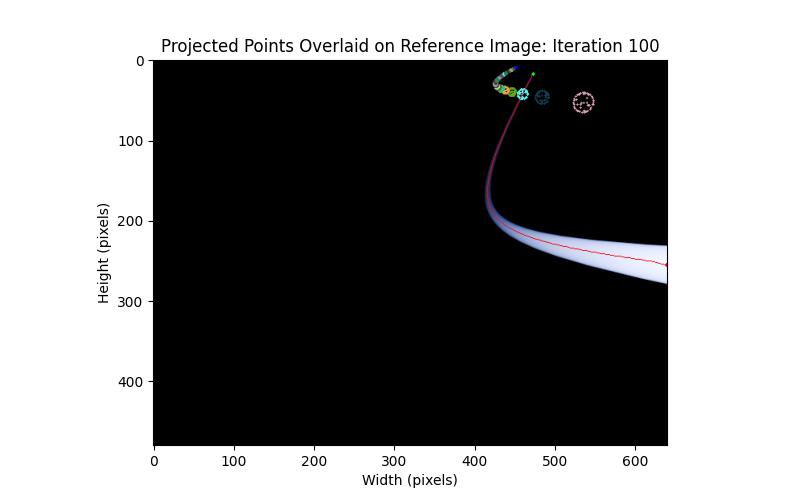 Projected Points Overlaid on Reference Image: Iteration 100
0
100
200
300
400
Height (pixels)
0 100 200 300 400 500 600
Width (pixels)